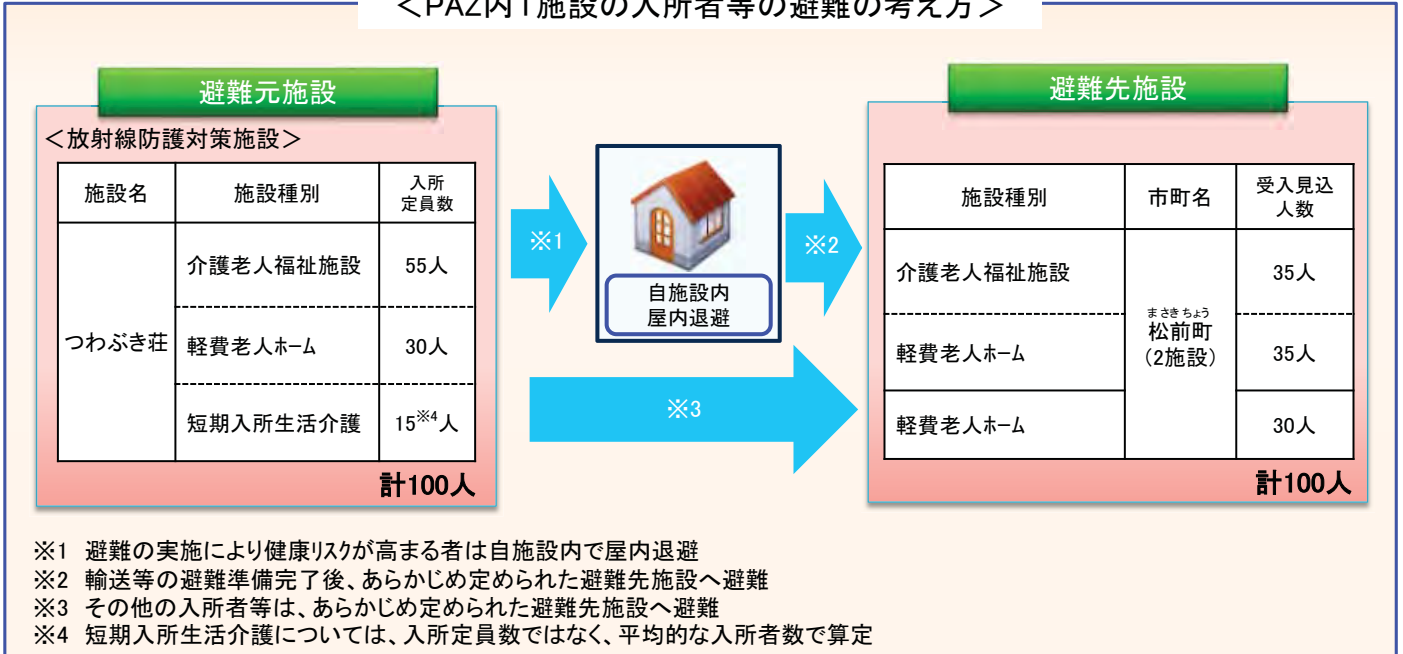 <PAZ内1施設の入所者等の避難の考え方>
避難元施設
<放射線防護対策施設>
施設名 施設種別 入所定員数
つわぶき荘 介護老人福祉施設 55人
軽費老人ホーム 30人
短期入所生活介護 15※4人
計100人
※1
自施設内
屋内退避
※2
※3
避難先施設
施設種別 市町名 受入見込人数
介護老人福祉施設 35人
まさきちょう
松前町
(2施設)
軽費老人ホーム 35人
軽費老人ホーム 30人
計100人
※1 避難の実施により健康リスクが高まる者は自施設内で屋内退避
※2 輸送等の避難準備完了後、あらかじめ定められた避難先施設へ避難
※3 その他の入所者等は、あらかじめ定められた避難先施設へ避難
※4 短期入所生活介護については、入所定員数ではなく、平均的な入所者数で算定